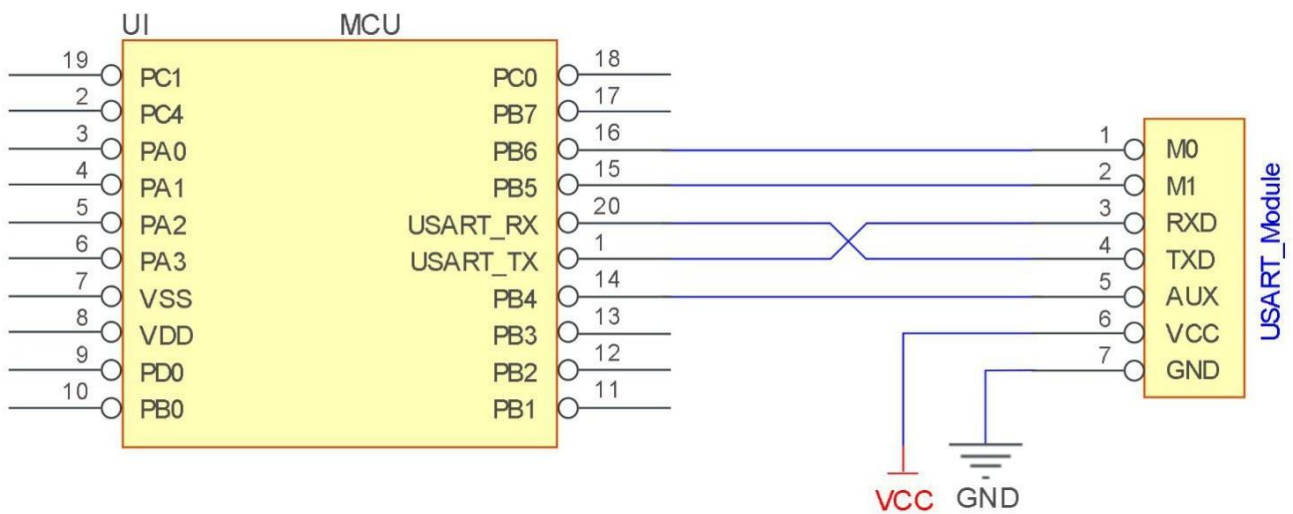 UI MCU
19 PC1 PC0 18
2 PC4 PB7 17
3 PA0 PB6 16 1 M0
4 PA1 PB5 15 2 M1
5 PA2 USART_RX 20 3 RXD
6 PA3 USART_TX 1 4 TXD
7 VSS PB4 14 5 AUX
8 VDD PB3 13 6 VCC
9 PD0 PB2 12 7 GND
10 PB0 PB1 11
USART_Module
VCC GND